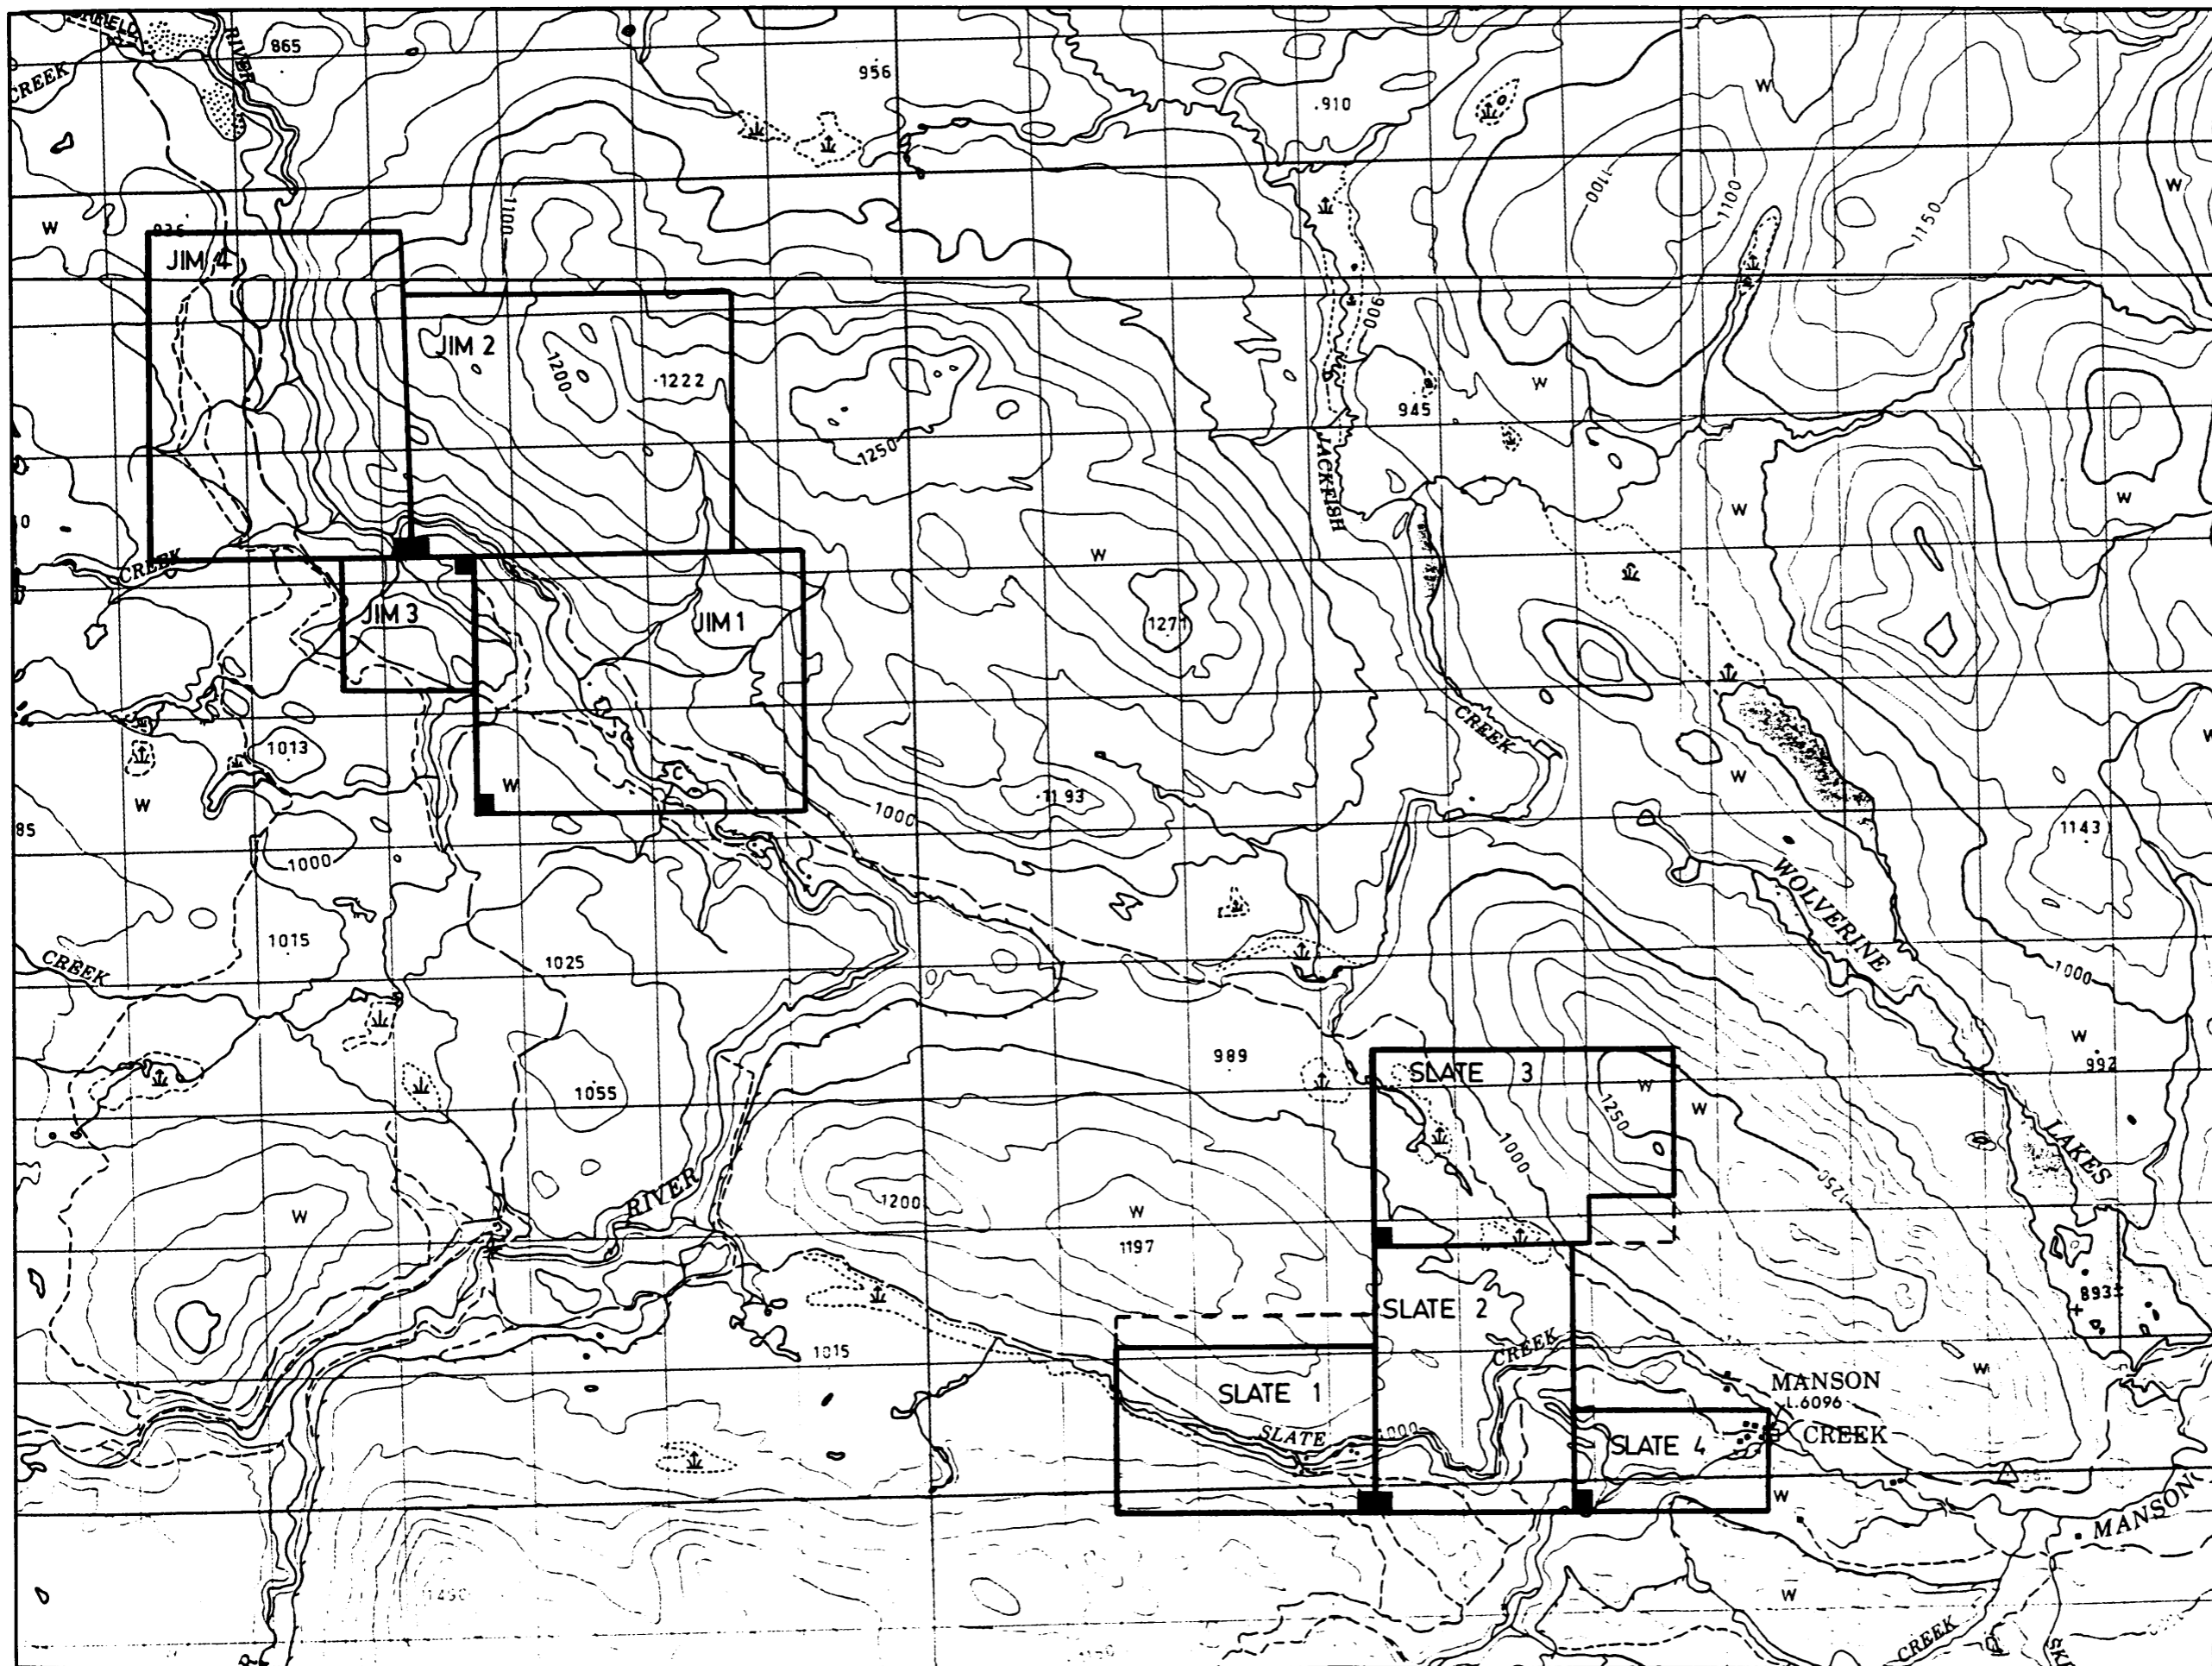 RIVER
865
CREEK
956
.910
W
1100
1100
W
W
1100
1150
W
JIM 4
JIM 2
1200
·1222
900
W
945
1250
JACKFISH
W
W
W
CREEK
JIM 3
JIM 1
1271
CREEK
1013
W
W
W
W
1000
·1193
85
1143
1000
WOLVERINE
1015
CREEK
1025
1000
W
989
992
SLATE 3
W
W
1055
1250
1000
LAKES
1250
RIVER
1200
W
W
1197
893±
SLATE 2
CREEK
1015
W
MANSON
L.6096
SLATE 1
CREEK
SLATE
1000
SLATE 4
W
MANSON
W
1450
CREEK